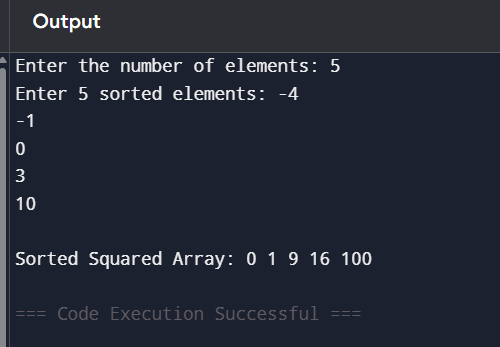 Output
Enter the number of elements: 5
Enter 5 sorted elements: -4
-1
0
3
10
Sorted Squared Array: 0 1 9 16 100
=== Code Execution Successful ===